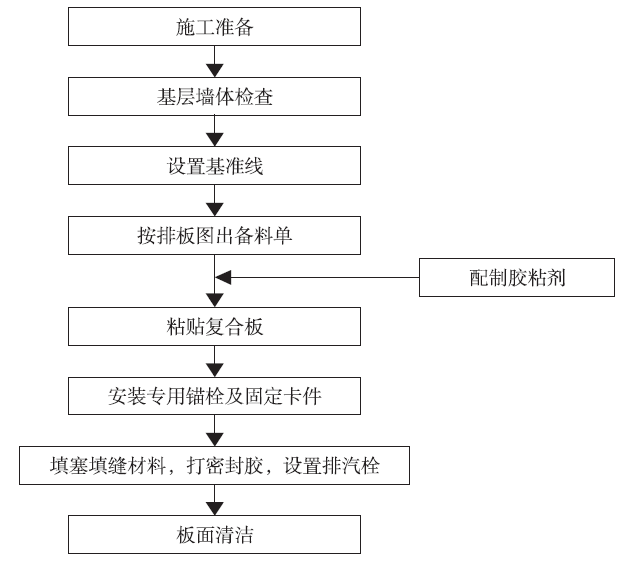 施工准备
基层墙体检查
设置基准线
按排板图出备料单
配制胶粘剂
粘贴复合板
安装专用锚栓及固定卡件
填塞填缝材料，打密封胶，设置排汽栓
板面清洁